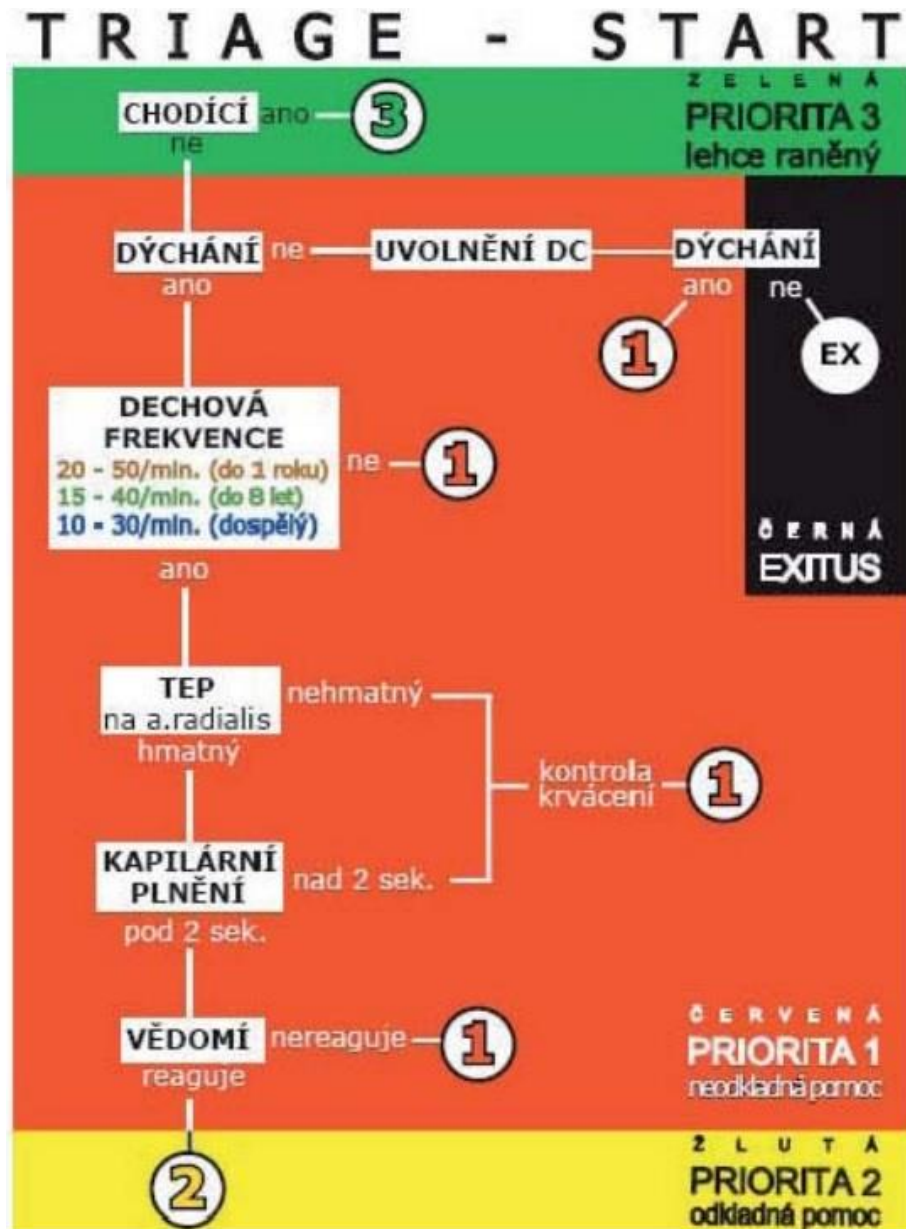 TRIAGE - START
ZELENÁ
PRIORITA 3
lehce raněný
CHODÍCÍ ano 3
ne
DÝCHÁNÍ ne UVOLNĚNÍ DC DÝCHÁNÍ
ano
ano ne
1 EX
DECHOVÁ
FREKVENCE
20 - 50/min. (do 1 roku)
15 - 40/min. (do 8 let)
10 - 30/min. (dospělý)
ne 1
ano
ČERNÁ
EXITUS
TEP
na a.radialis
nehmatný
hmatný
kontrola
krvácení
1
KAPILÁRNÍ
PLNĚNÍ
nad 2 sek.
pod 2 sek.
VĚDOMÍ nereaguje 1
reaguje
ČERVENÁ
PRIORITA 1
neodkladná pomoc
2
ŽLUTÁ
PRIORITA 2
odkladná pomoc